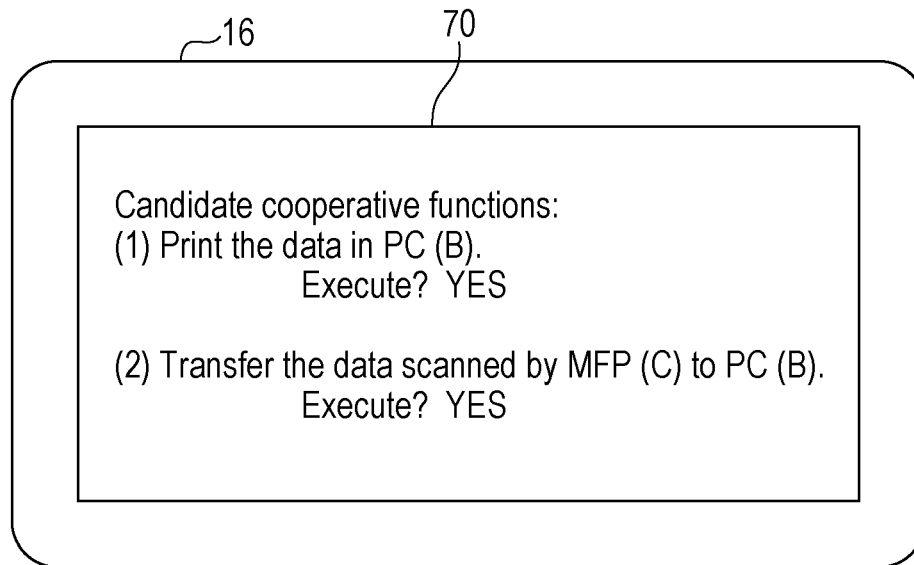 16
70
Candidate cooperative functions:
(1) Print the data in PC (B).
Execute? YES
(2) Transfer the data scanned by MFP (C) to PC (B).
Execute? YES